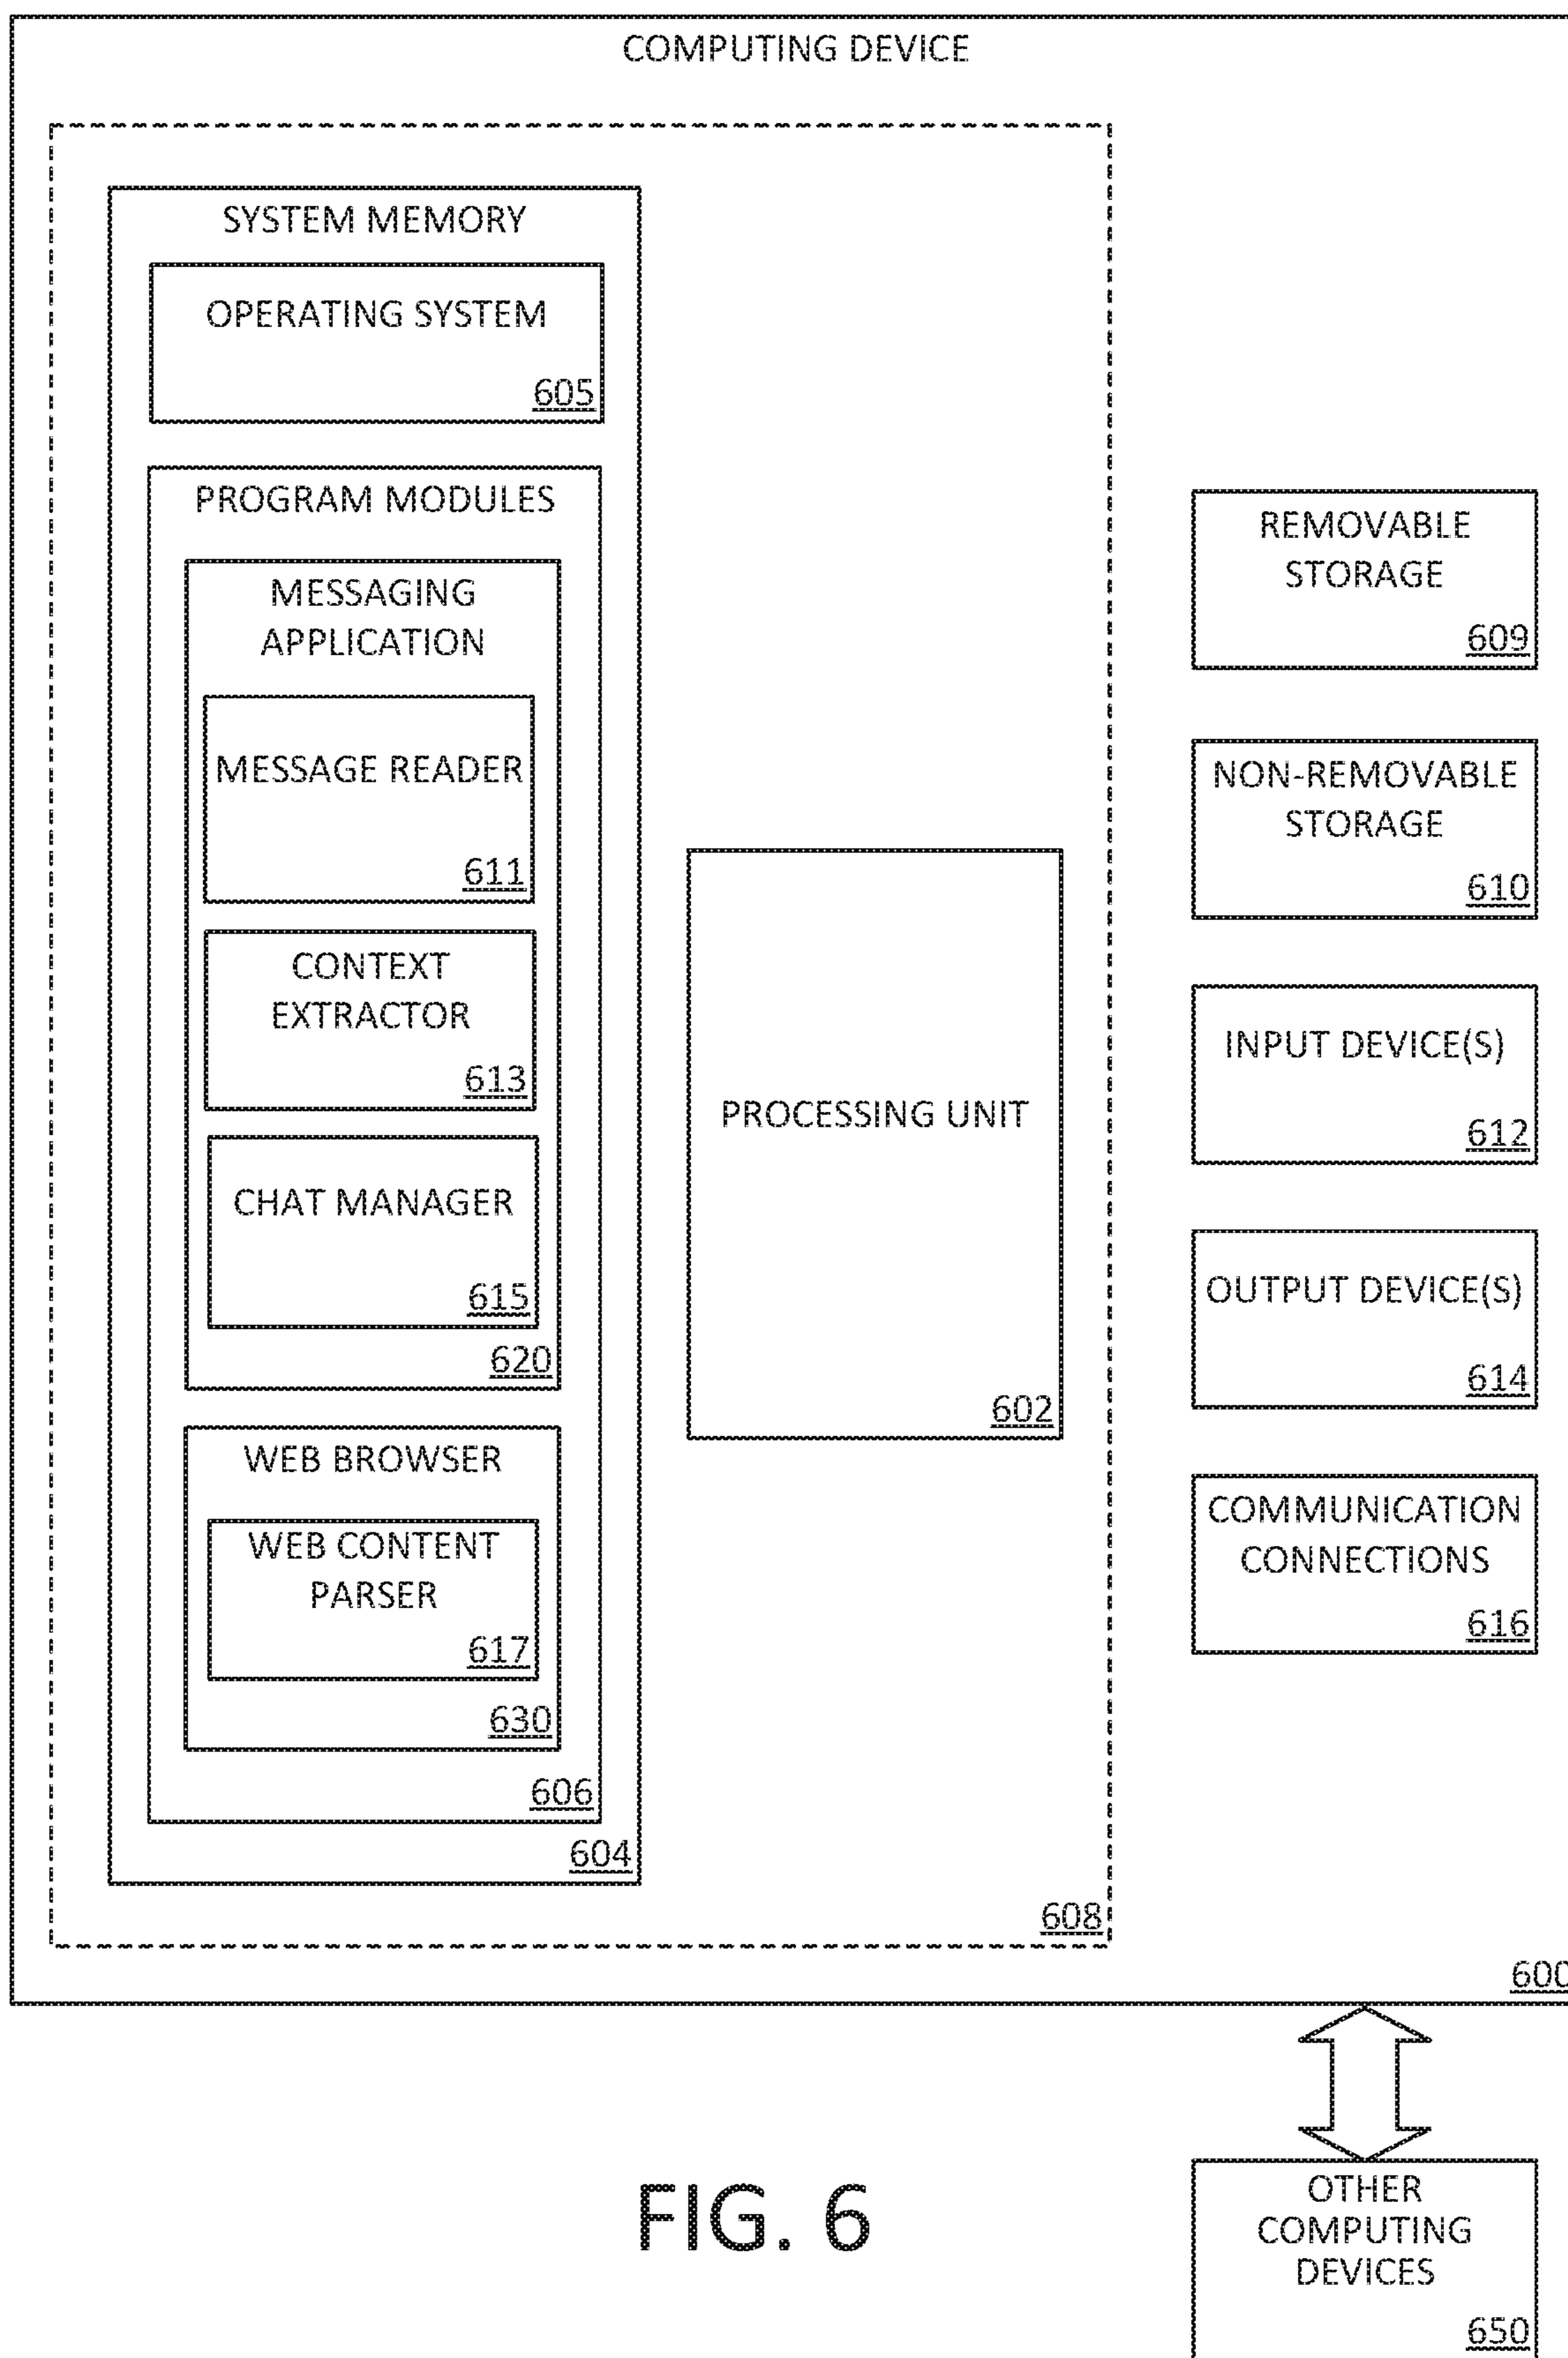 COMPUTING DEVICE
SYSTEM MEMORY
OPERATING SYSTEM
605
PROGRAM MODULES
MESSAGING
APPLICATION
MESSAGE READER
611
CONTEXT
EXTRACTOR
613
CHAT MANAGER
615
620
WEB BROWSER
WEB CONTENT
PARSER
617
630
606
604
PROCESSING UNIT
602
608
REMOVABLE
STORAGE
609
NON-REMOVABLE
STORAGE
610
INPUT DEVICE(S)
612
OUTPUT DEVICE(S)
614
COMMUNICATION
CONNECTIONS
616
600
OTHER
COMPUTING
DEVICES
650
FIG. 6